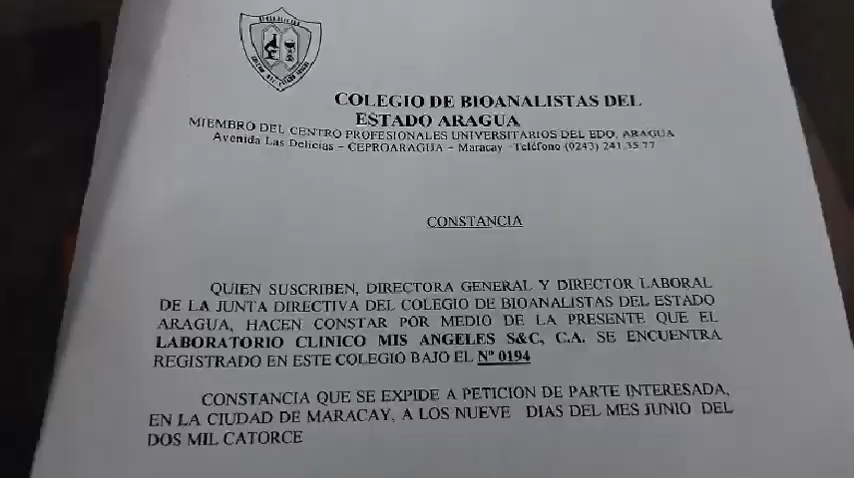 COLEGIO DE BIOANALISTAS DEL
ESTADO ARAGUA
MIEMBRO DEL CENTRO PROFESIONALES UNIVERSITARIOS DEL EDO. ARAGUA
Avenida Las Delicias – CEPROARAGUA – Maracay -Teléfono (0243) 241.35.77
CONSTANCIA
QUIEN SUSCRIBEN, DIRECTORA GENERAL Y DIRECTOR LABORAL
DE LA JUNTA DIRECTIVA DEL COLEGIO DE BIOANALISTAS DEL ESTADO
ARAGUA, HACEN CONSTAR POR MEDIO DE LA PRESENTE QUE EL
LABORATORIO CLINICO MIS ANGELES S&C, C.A. SE ENCUENTRA
REGISTRADO EN ESTE COLEGIO BAJO EL Nº 0194
CONSTANCIA QUE SE EXPIDE A PETICION DE PARTE INTERESADA,
EN LA CIUDAD DE MARACAY, A LOS NUEVE DIAS DEL MES JUNIO DEL
DOS MIL CATORCE